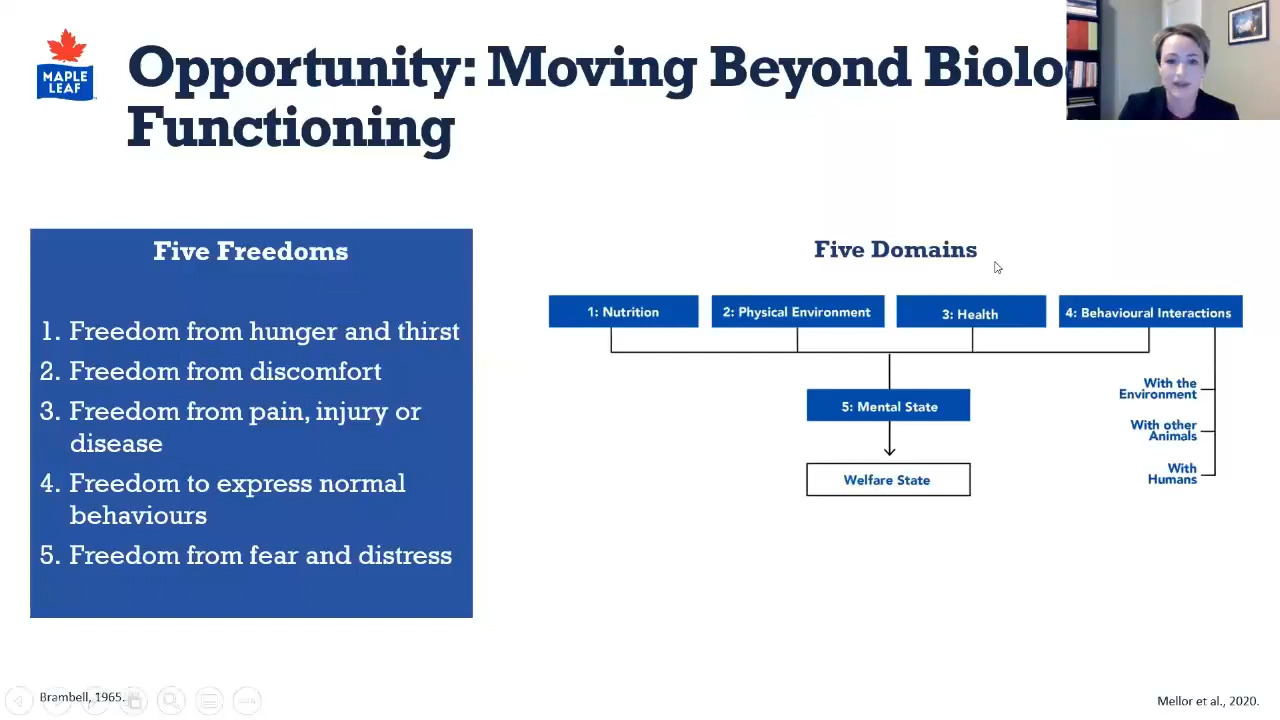 MAPLE
LEAF
Opportunity: Moving Beyond Biolo
Functioning
Five Freedoms
1. Freedom from hunger and thirst
2. Freedom from discomfort
3. Freedom from pain, injury or
disease
4. Freedom to express normal
behaviours
5. Freedom from fear and distress
Five Domains
1: Nutrition
2: Physical Environment
3: Health
4: Behavioural Interactions
With the
Environment
With other
Animals
With
Humans
5: Mental State
Welfare State
Brambell, 1965.
Mellor et al., 2020.